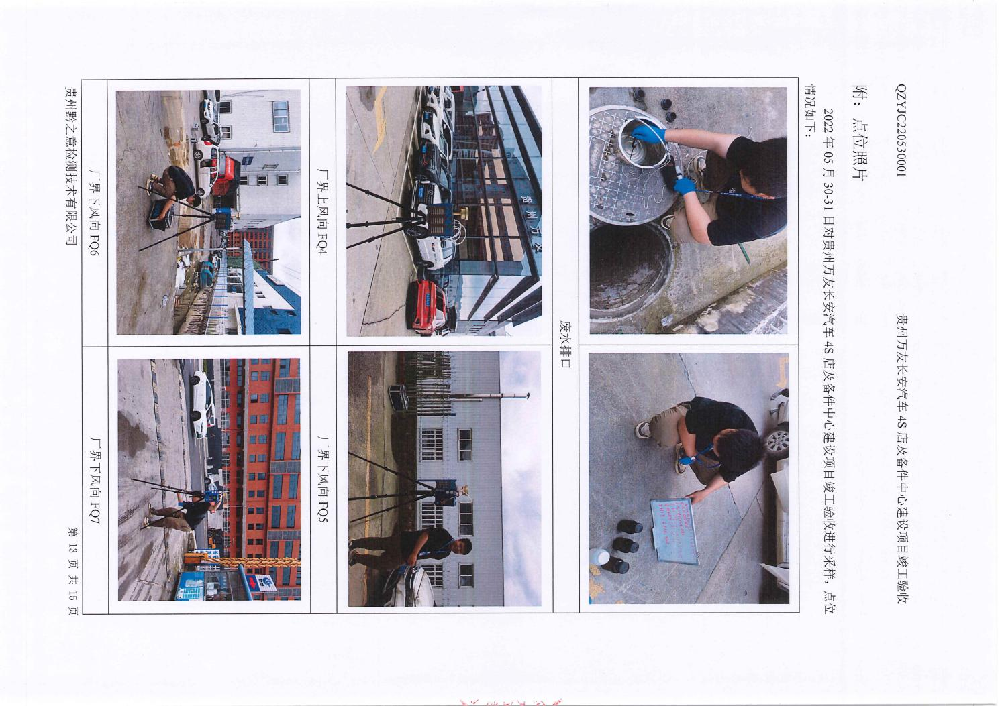 QZYJC220530001
贵州万友长安汽车 4S 店及备件中心建设项目竣工验收
附：点位照片
2022 年 05 月 30-31 日对贵州万友长安汽车 4S 店及备件中心建设项目竣工验收进行采样，点位
情况如下：
废水排口
贵州万友
厂界上风向 FQ4
厂界下风向 FQ5
厂界下风向 FQ6
厂界下风向 FQ7
贵州黔之意检测技术有限公司
第 13 页 共 15 页